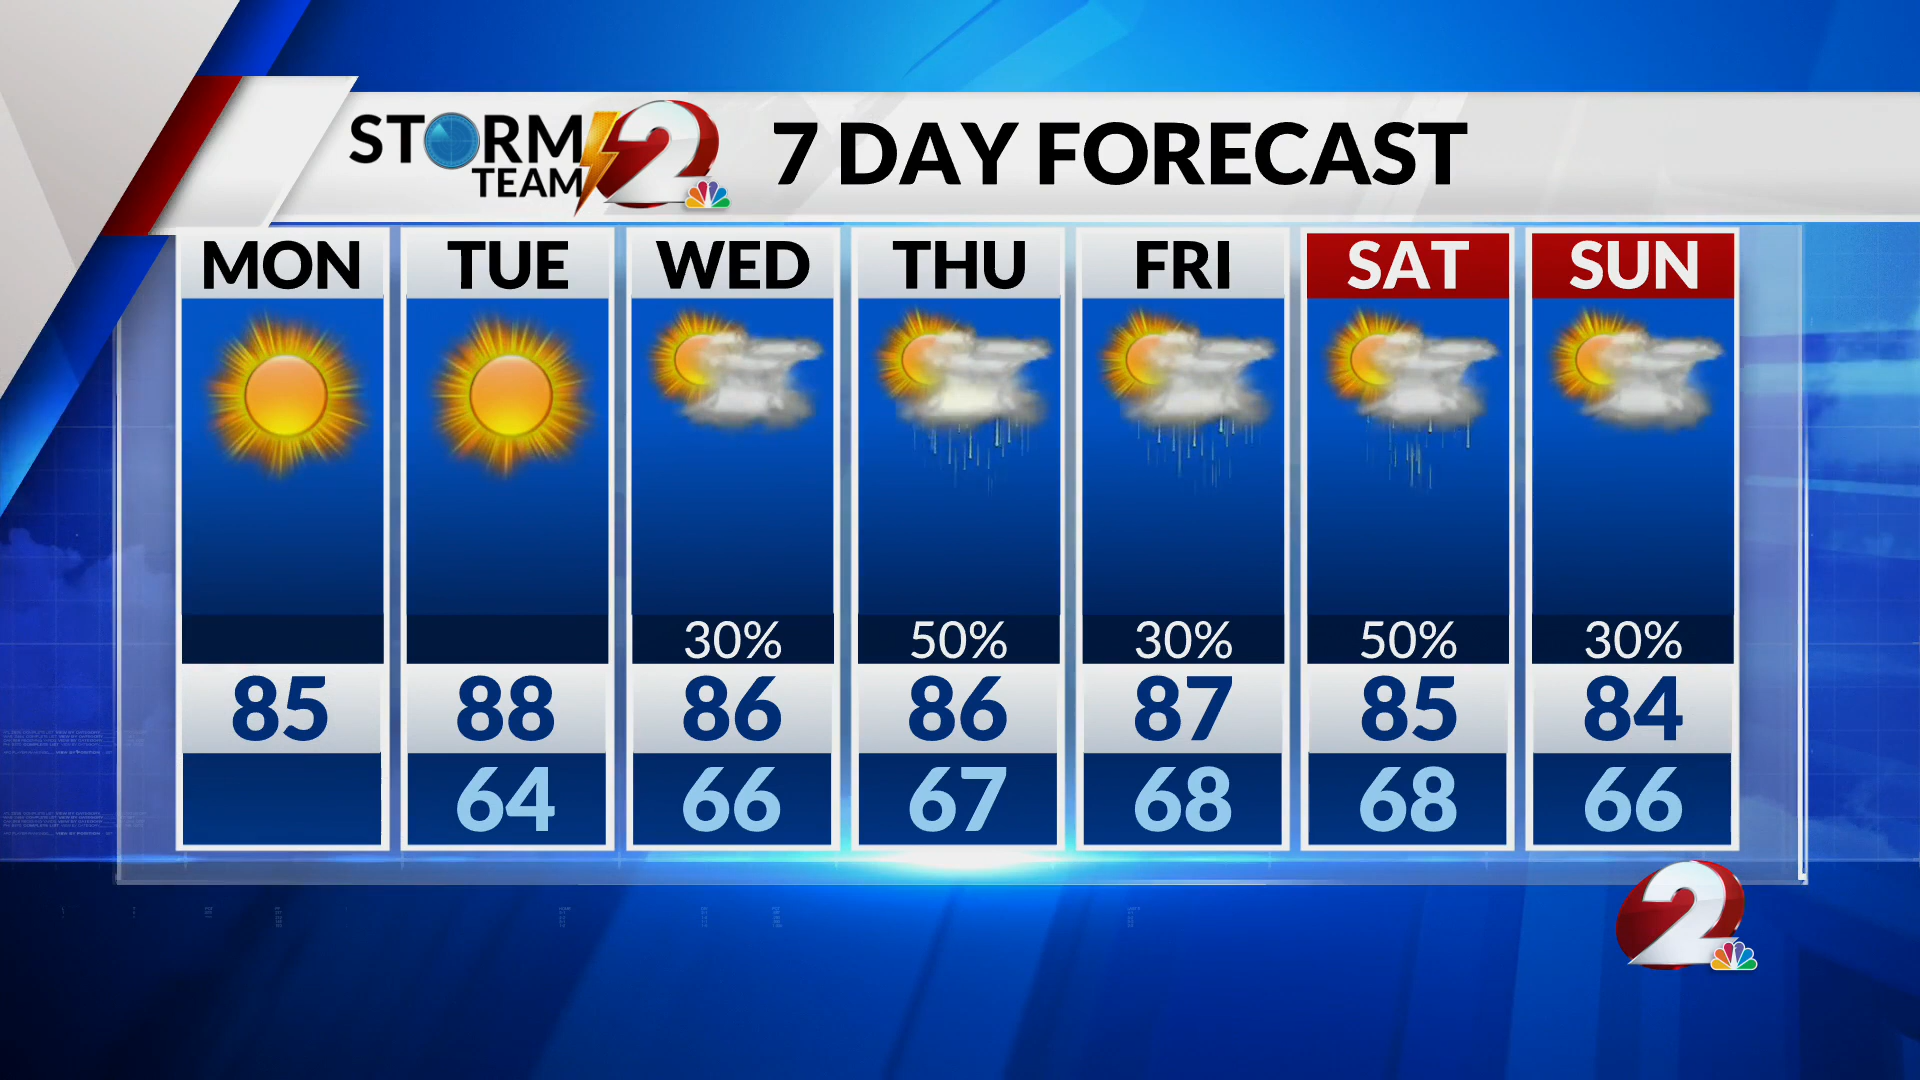 STORM
TEAM
2
7 DAY FORECAST
MON TUE WED THU FRI SAT SUN
30% 50% 30% 50% 30%
85 88 86 86 87 85 84
64 66 67 68 68 66
2